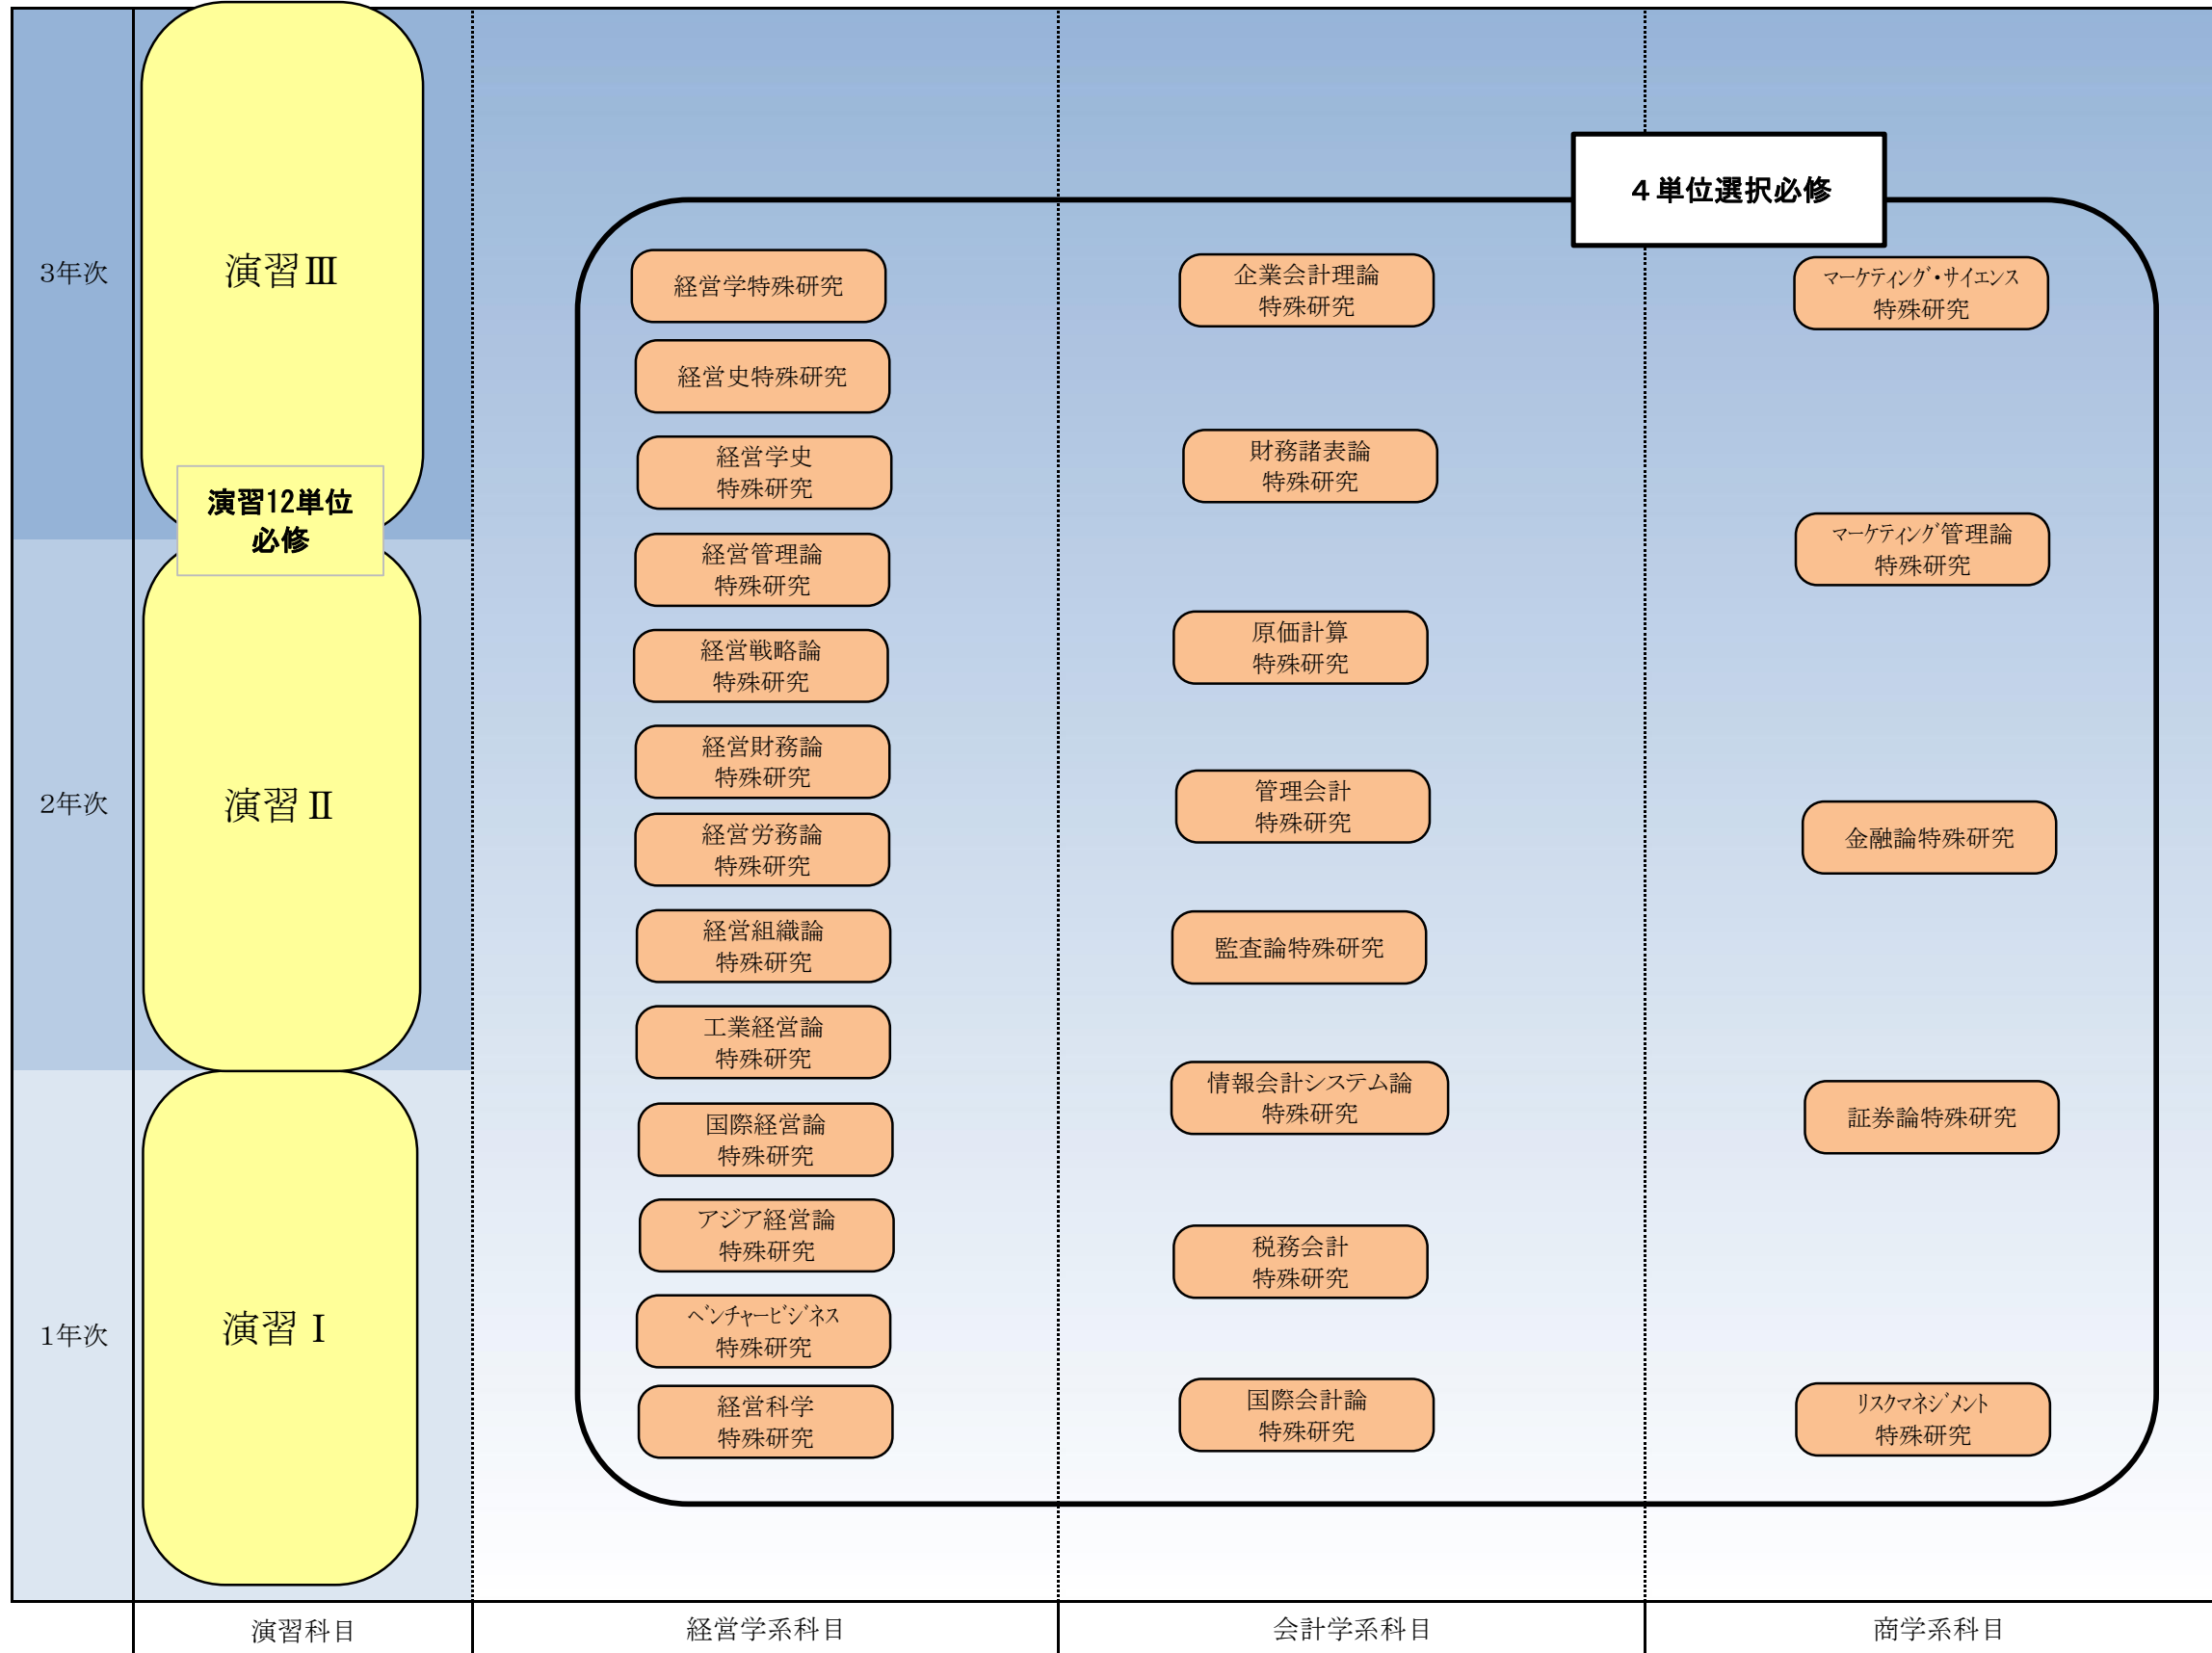 4単位選択必修
3年次
演習Ⅲ
演習12単位
必修
2年次
演習Ⅱ
1年次
演習Ⅰ
経営学特殊研究
経営史特殊研究
経営学史
特殊研究
経営管理論
特殊研究
経営戦略論
特殊研究
経営財務論
特殊研究
経営労務論
特殊研究
経営組織論
特殊研究
工業経営論
特殊研究
国際経営論
特殊研究
アジア経営論
特殊研究
ベンチャービジネス
特殊研究
経営科学
特殊研究
企業会計理論
特殊研究
財務諸表論
特殊研究
原価計算
特殊研究
管理会計
特殊研究
監査論特殊研究
情報会計システム論
特殊研究
税務会計
特殊研究
国際会計論
特殊研究
マーケティング・サイエンス
特殊研究
マーケティング管理論
特殊研究
金融論特殊研究
証券論特殊研究
リスクマネジメント
特殊研究
演習科目
経営学系科目
会計学系科目
商学系科目